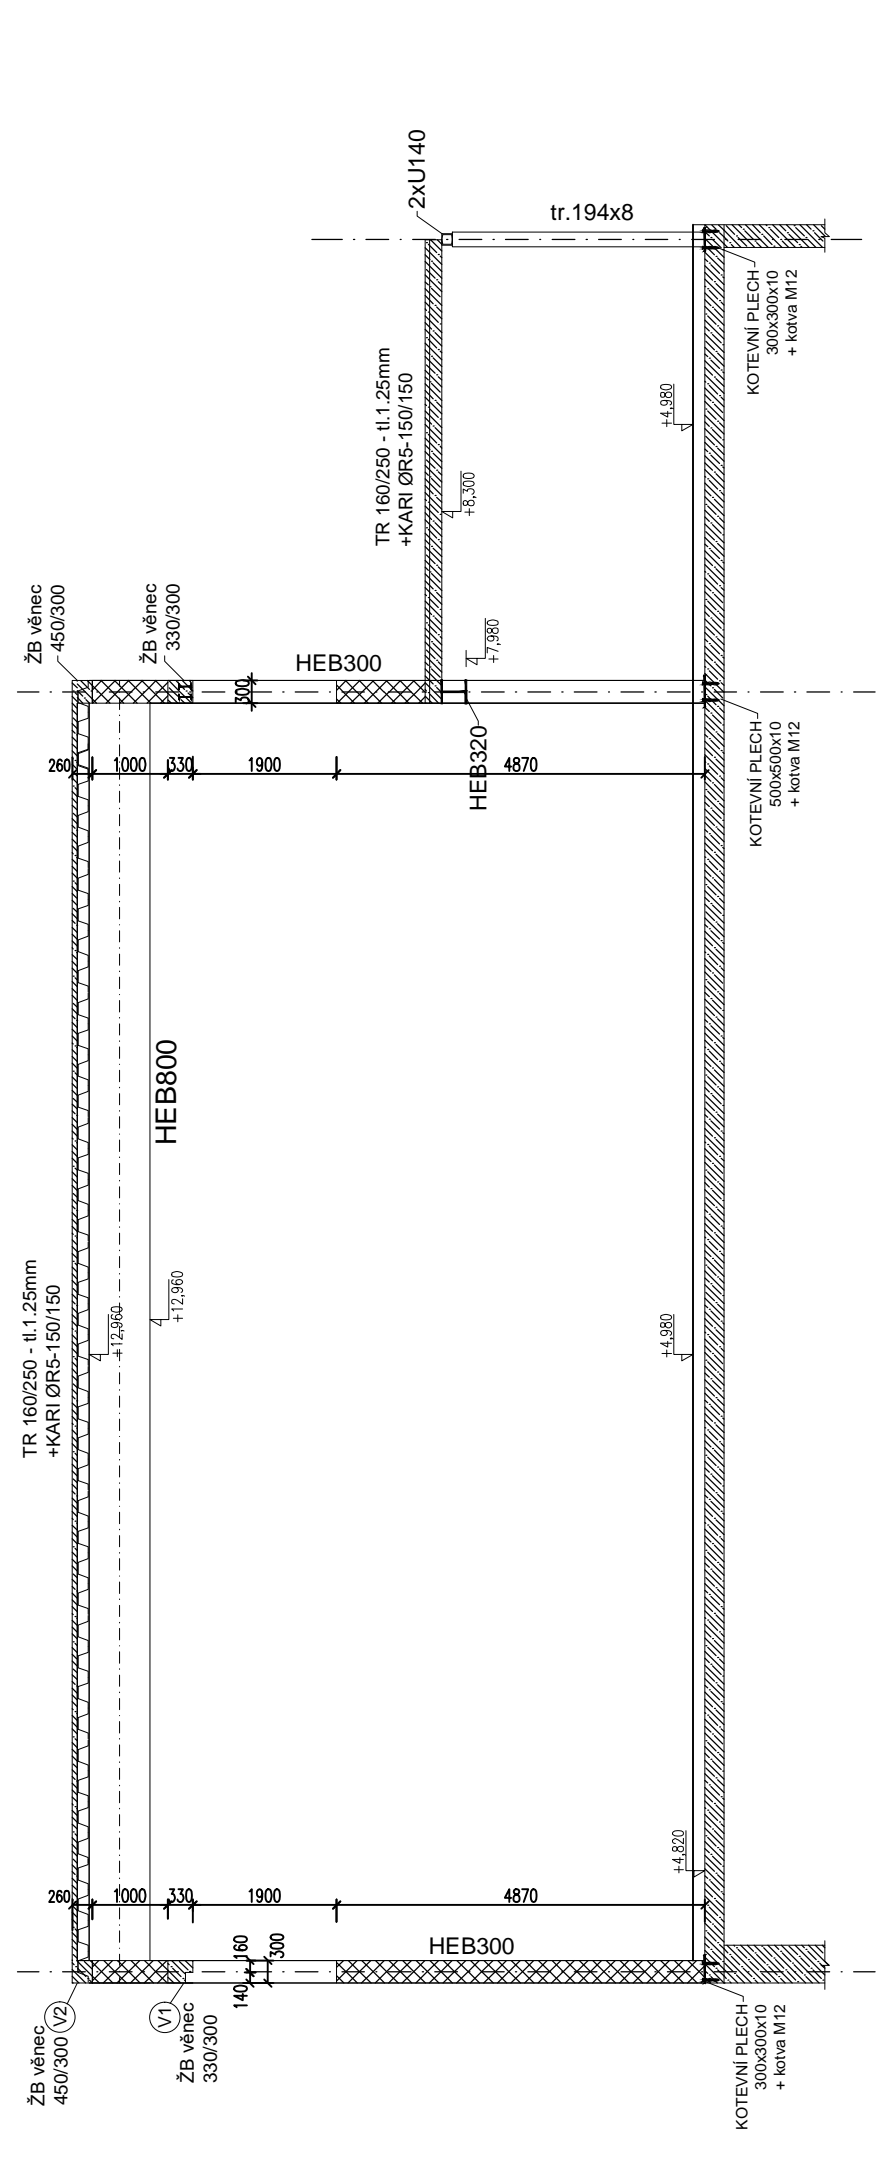 2xU140
tr.194x8
KOTEVNÍ PLECH
300x300x10
+ kotva M12
TR 160/250 - tl.1.25mm
+KARI ØR5-150/150
+4,980
+8,300
+7,980
ŽB věnec
450/300
ŽB věnec
330/300
HEB300
300
260
1000
330
1900
4870
HEB320
KOTEVNÍ PLECH
500x500x10
+ kotva M12
HEB800
TR 160/250 - tl.1.25mm
+KARI ØR5-150/150
+12,960
+12,960
+4,980
+4,820
260
1000
330
1900
4870
160
300
140
HEB300
ŽB věnec
450/300
V2
V1
ŽB věnec
330/300
KOTEVNÍ PLECH
300x300x10
+ kotva M12